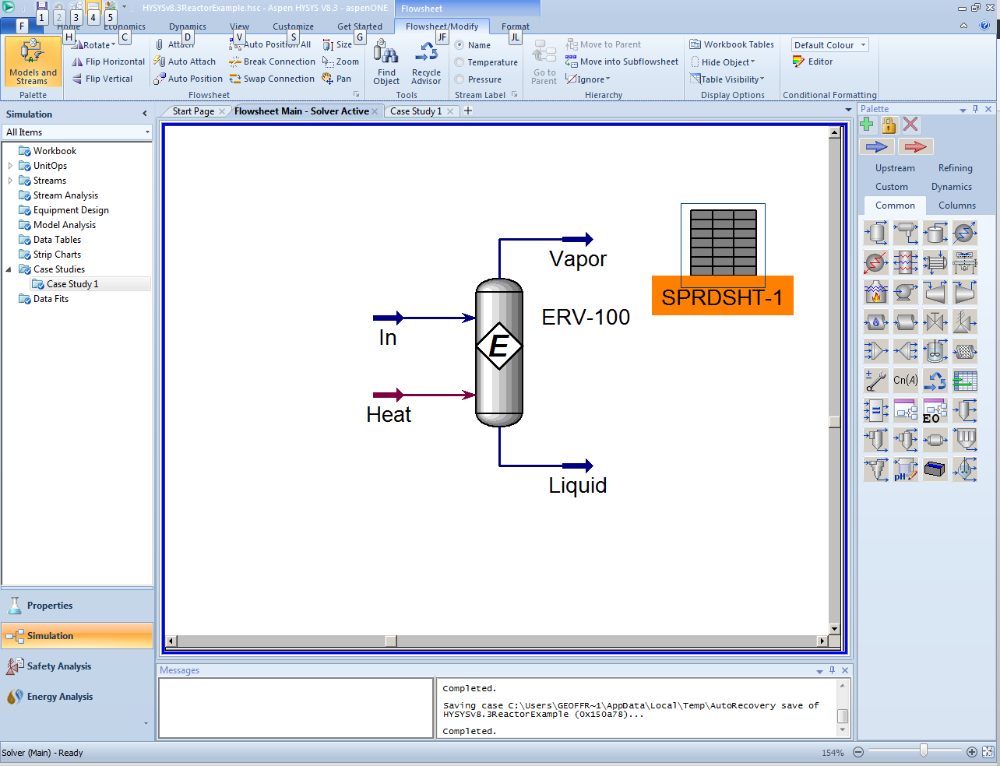 HYSYSv8.3ReactorExample.hsc - Aspen HYSYS V8.3 - aspenONE
Flowsheet
1 2 3 4 5
F Home Economics Dynamics View Customize Get Started Flowsheet/Modify Format
H C D V S G JF JL
Models and Streams
Palette
Rotate
Flip Horizontal
Flip Vertical
Attach
Auto Attach
Auto Position
Auto Position All
Break Connection
Swap Connection
Size
Zoom
Pan
Flowsheet
Find Object
Recycle Advisor
Tools
Name
Temperature
Pressure
Stream Label
Go to Parent
Move to Parent
Move into Subflowsheet
Ignore
Hierarchy
Workbook Tables
Hide Object
Table Visibility
Display Options
Default Colour
Editor
Conditional Formatting
Simulation
All Items
Workbook
UnitOps
Streams
Stream Analysis
Equipment Design
Model Analysis
Data Tables
Strip Charts
Case Studies
Case Study 1
Data Fits
Properties
Simulation
Safety Analysis
Energy Analysis
Start Page Flowsheet Main - Solver Active Case Study 1
Vapor
SPRDSHT-1
ERV-100
In
E
Heat
Liquid
Messages
Completed.
Saving case C:\Users\GEOFFR~1\AppData\Local\Temp\AutoRecovery save of
HYSYSv8.3ReactorExample (0x150a78)...
Completed.
Palette
Upstream Refining
Custom Dynamics
Common Columns
Cn(A)
EO
pH
Solver (Main) - Ready
154%